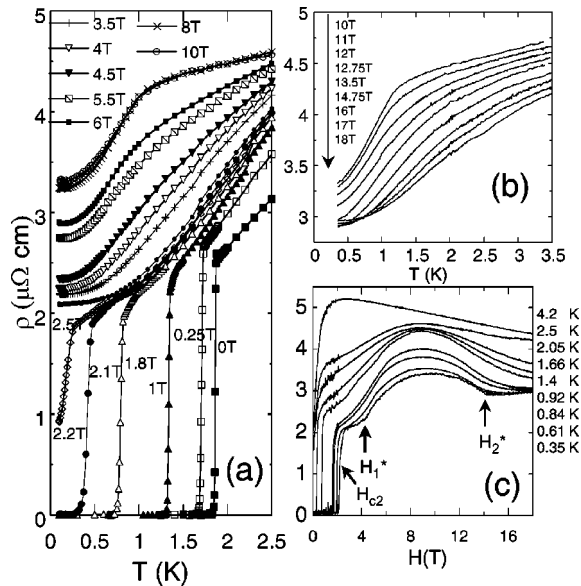 3.5T
4T
4.5T
5.5T
6T
8T
10T
5
4
3
2
1
0
ρ (μΩ cm)
2.5T
2.2T
2.1T
1.8T
1T
0.25T
0T
(a)
0 0.5 1 1.5 2 2.5
T (K)
10T
11T
12T
12.75T
13.5T
14.75T
16T
17T
18T
5
4.5
4
3.5
3
(b)
0.5 1 1.5 2 2.5 3 3.5
T (K)
5
4
3
2
1
0
4.2 K
2.5 K
2.05 K
1.66 K
1.4 K
0.92 K
0.84 K
0.61 K
0.35 K
H₂*
H₁*
Hc2
(c)
0 5 10 15
H(T)